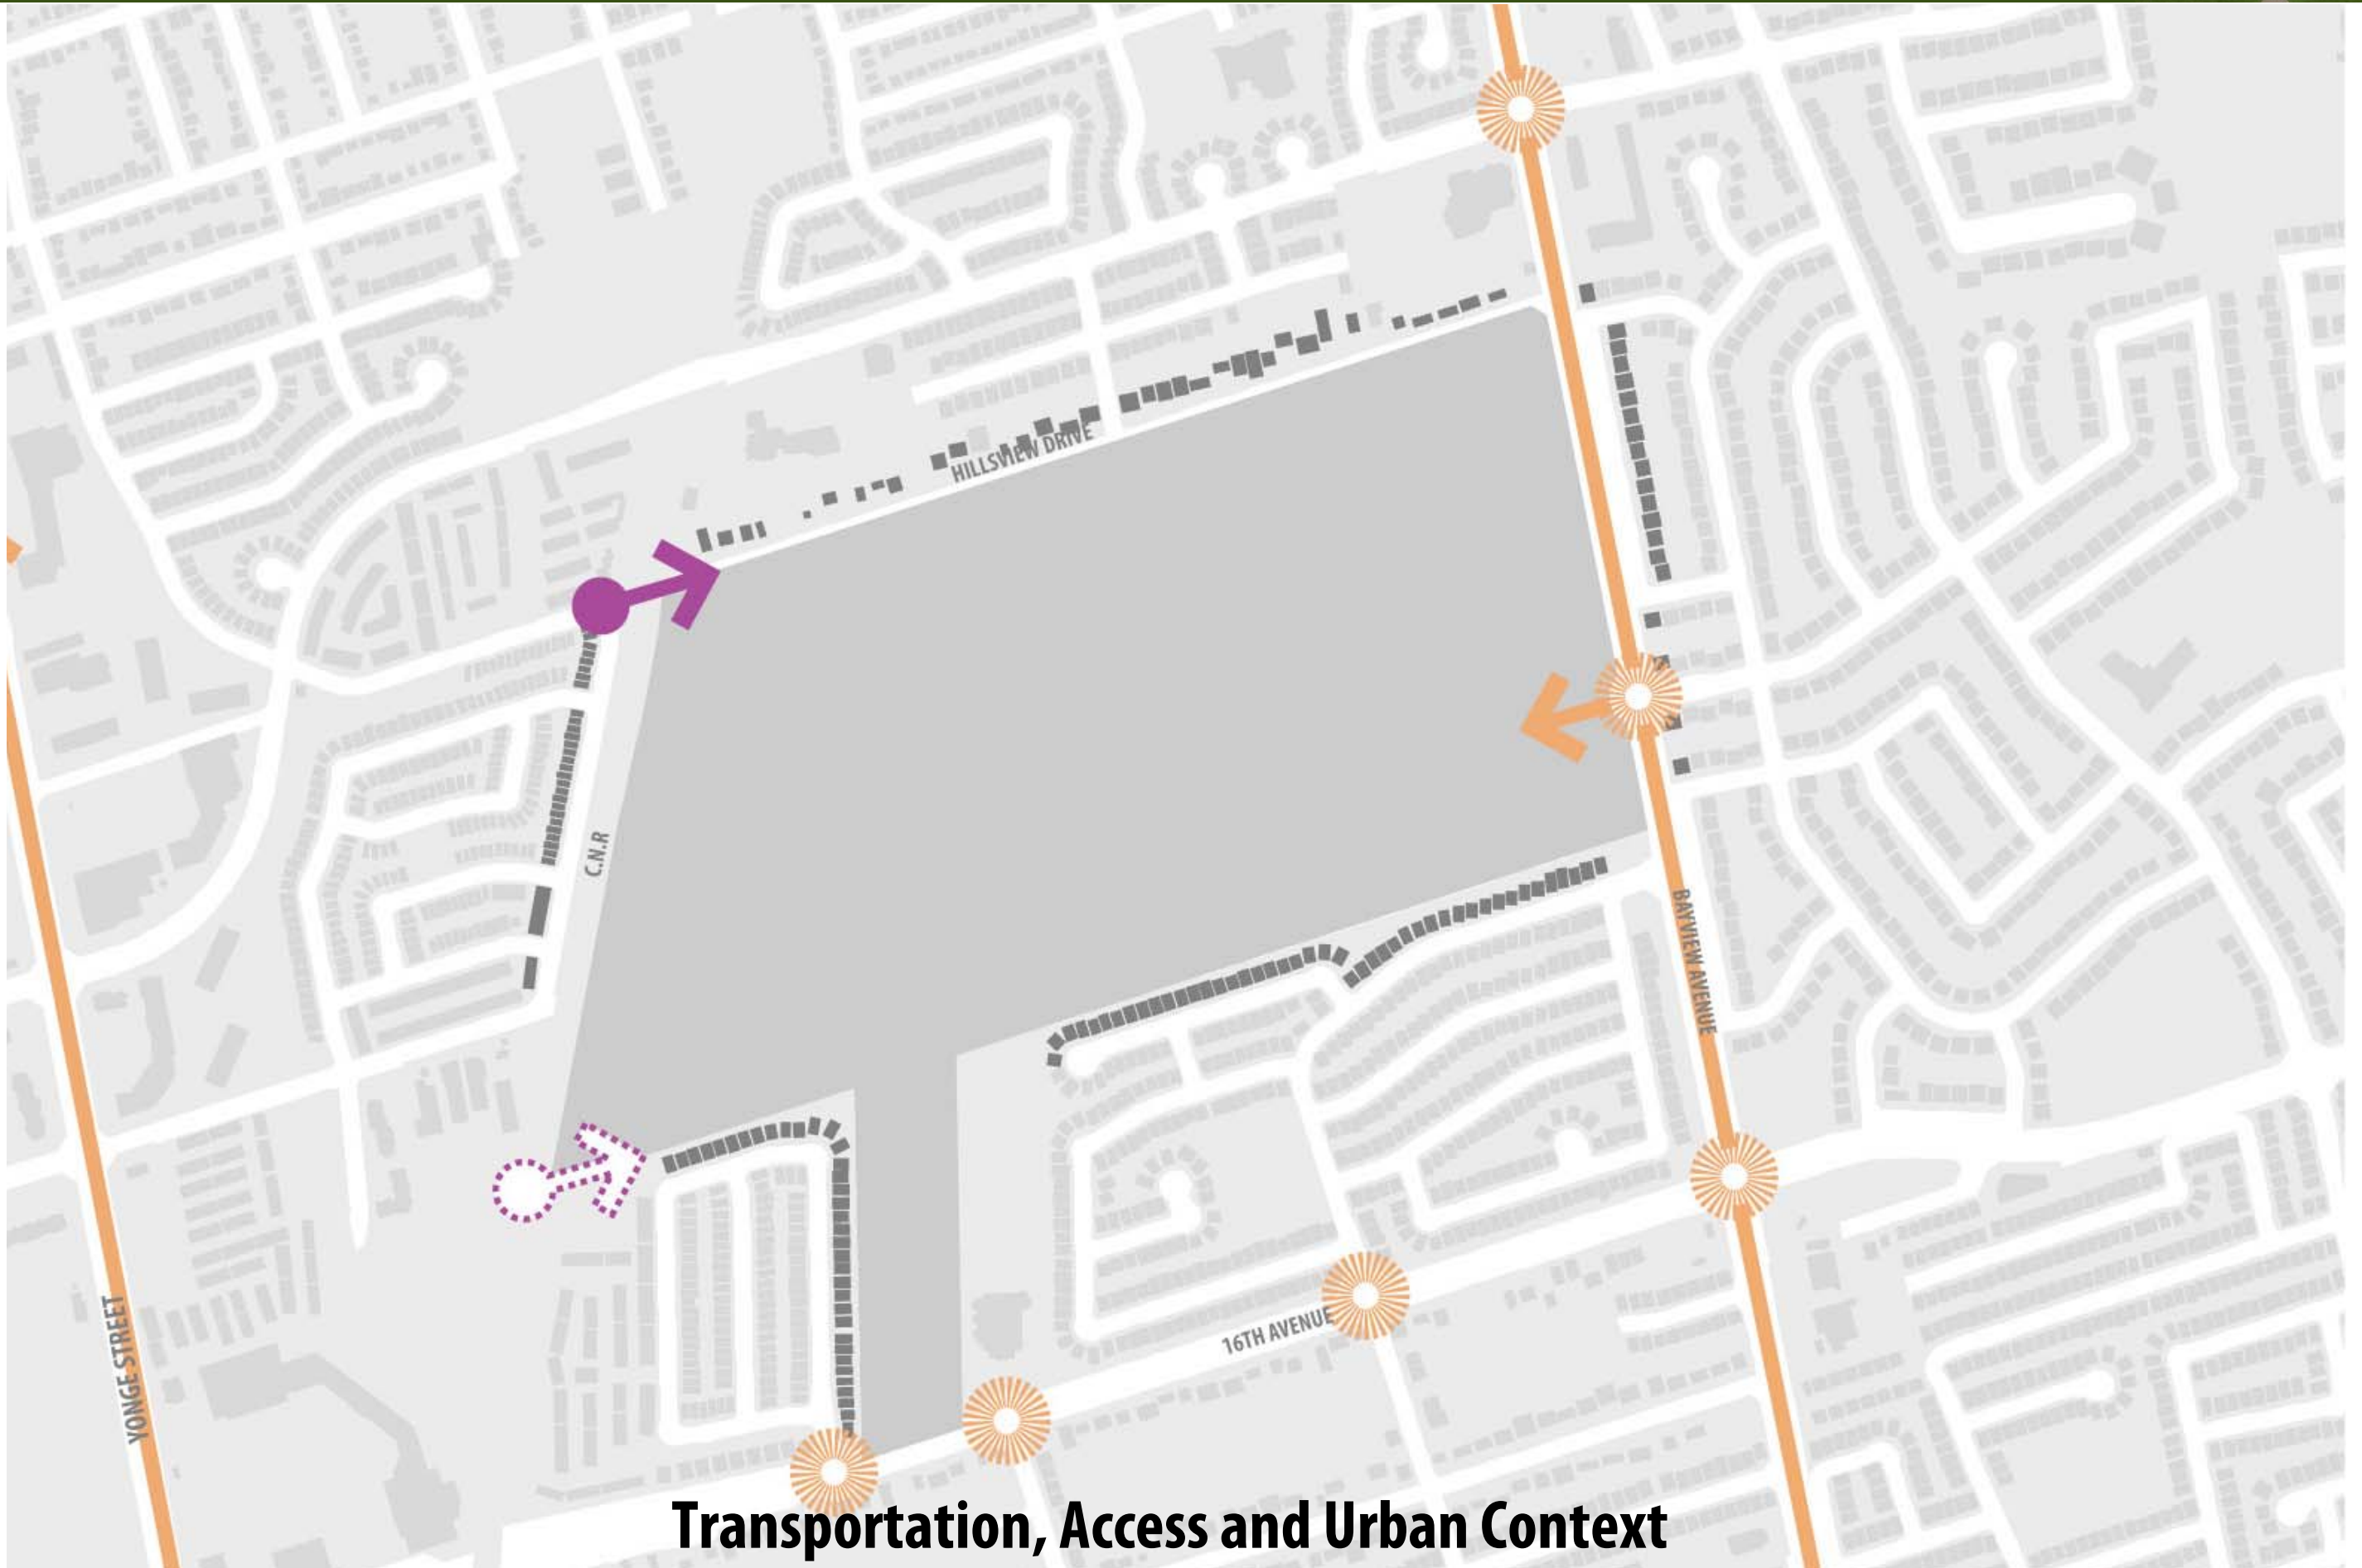 HILLSVIEW DRIVE
C.N.R
BAYVIEW AVENUE
16TH AVENUE
YONGE STREET
Transportation, Access and Urban Context